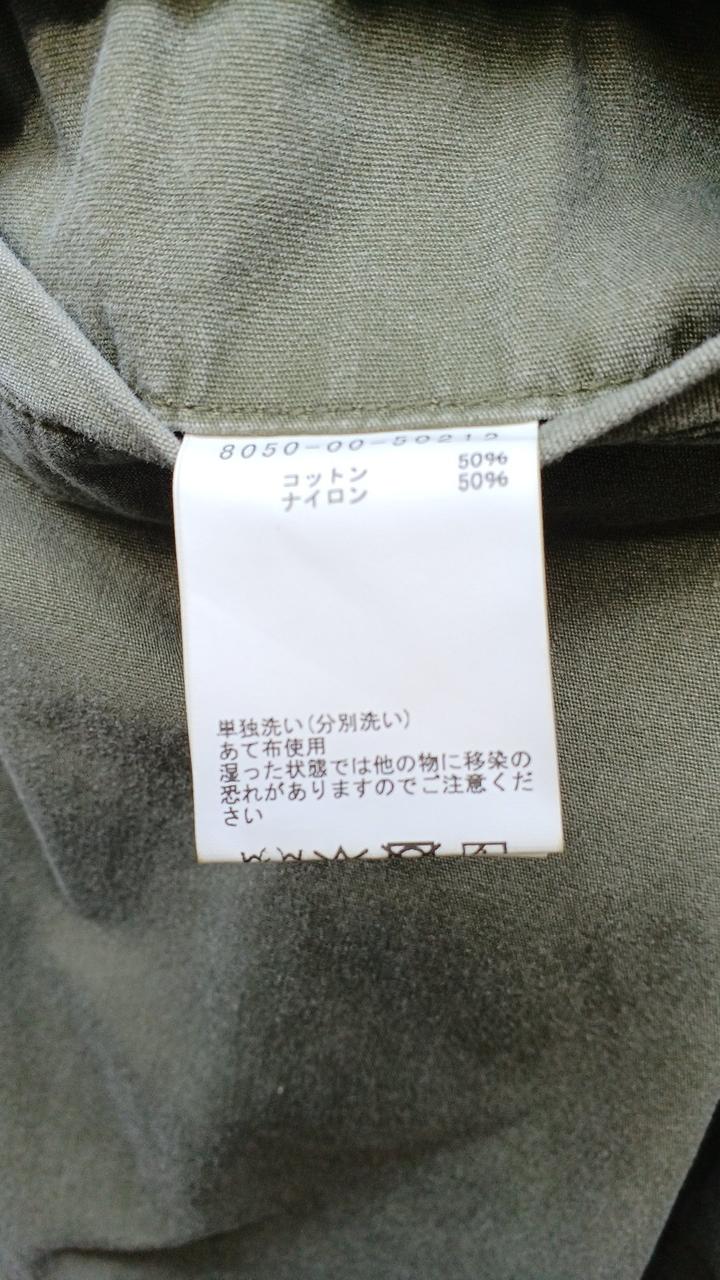 8050-00-50213
コットン 50%
ナイロン 50%
単独洗い(分別洗い)
あて布使用
湿った状態では他の物に移染の
恐れがありますのでご注意くだ
さい